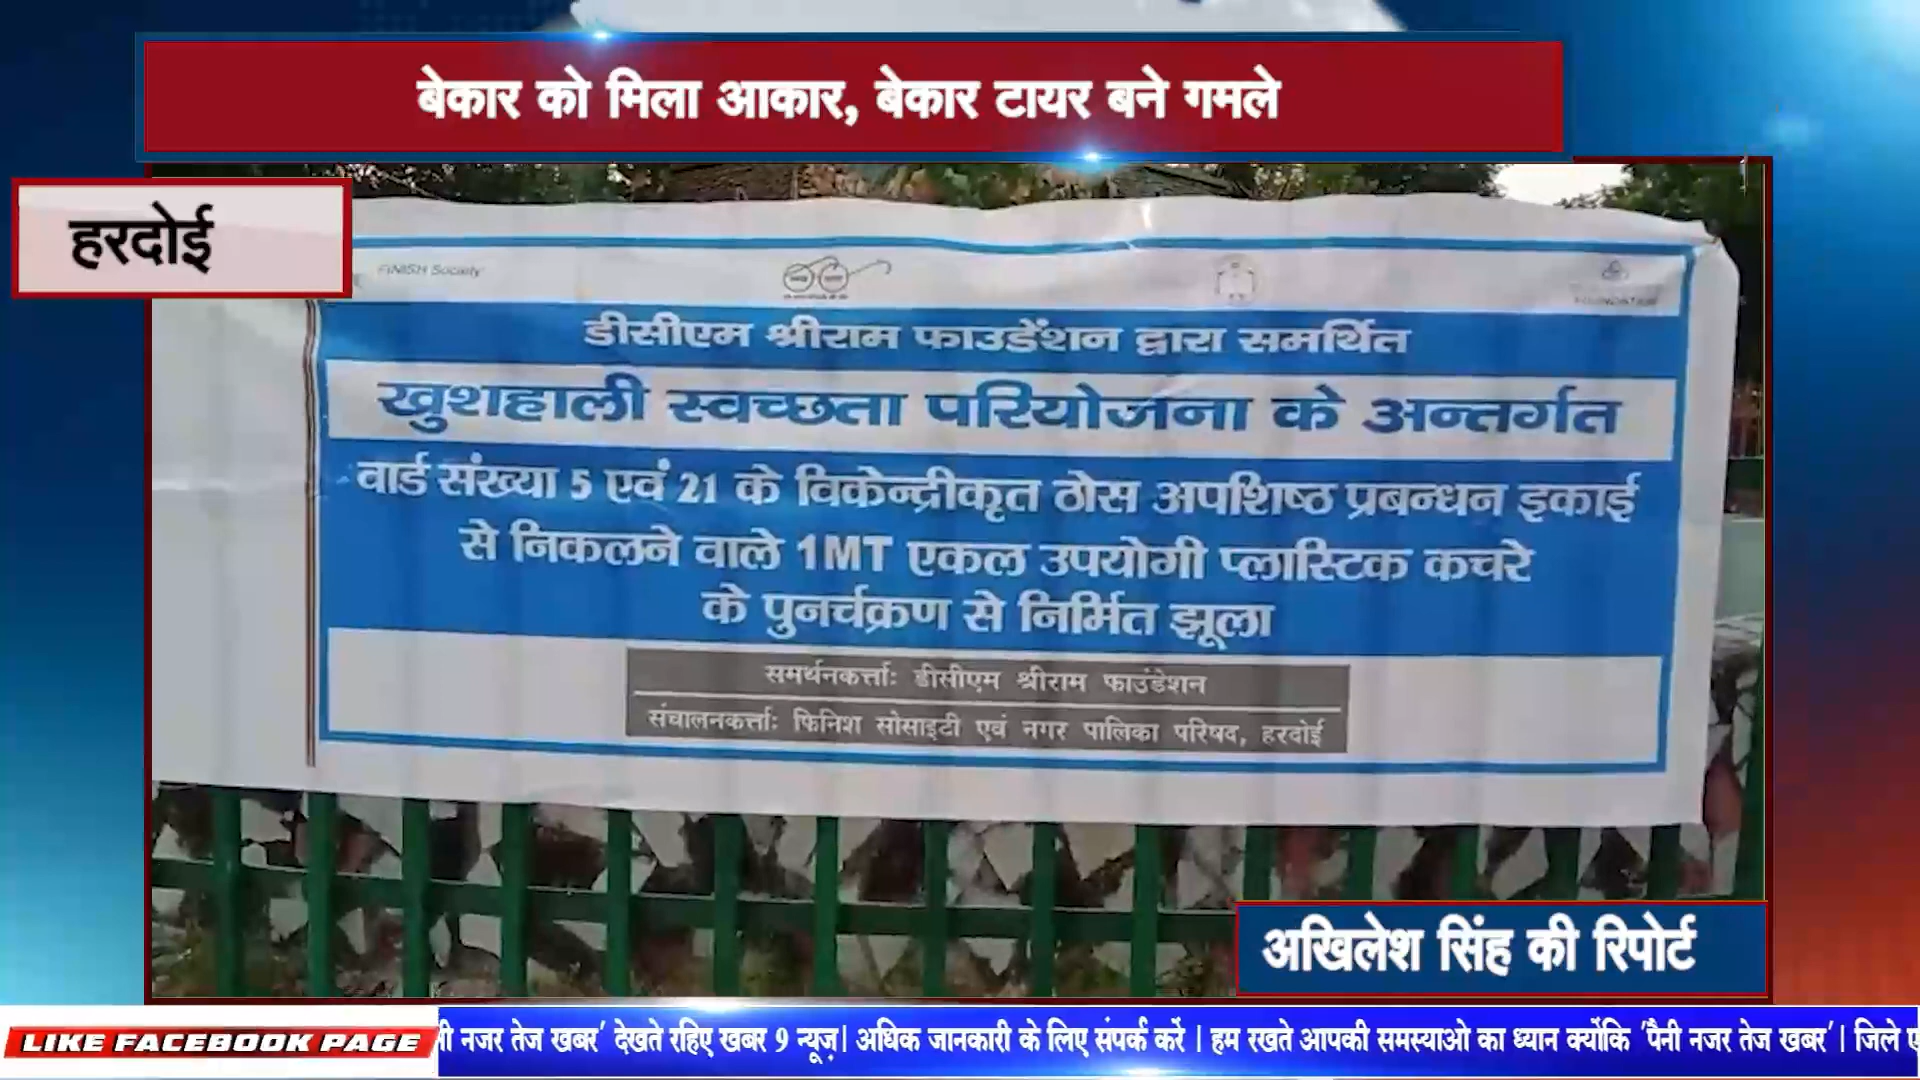 बेकार को मिला आकार, बेकार टायर बने गमले
हरदोई
FINISH Society
डीसीएम श्रीराम फाउडेंशन द्वारा समर्थित
खुशहाली स्वच्छता परियोजना के अन्तर्गत
वार्ड संख्या 5 एवं 21 के विकेन्द्रीकृत ठोस अपशिष्ठ प्रबन्धन इकाई
से निकलने वाले 1MT एकल उपयोगी प्लास्टिक कचरे
के पुनर्चक्रण से निर्मित झूला
समर्थनकर्त्ताः डीसीएम श्रीराम फाउंडेशन
संचालनकर्त्ताः फिनिश सोसाइटी एवं नगर पालिका परिषद, हरदोई
अखिलेश सिंह की रिपोर्ट
LIKE FACEBOOK PAGE
नजर तेज खबर' देखते रहिए खबर 9 न्यूज़| अधिक जानकारी के लिए संपर्क करें | हम रखते आपकी समस्याओ का ध्यान क्योंकि 'पैनी नजर तेज खबर'| जिले